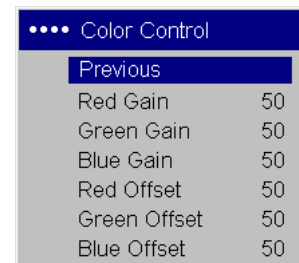 •••• Color Control
Previous
Red Gain 50
Green Gain 50
Blue Gain 50
Red Offset 50
Green Offset 50
Blue Offset 50